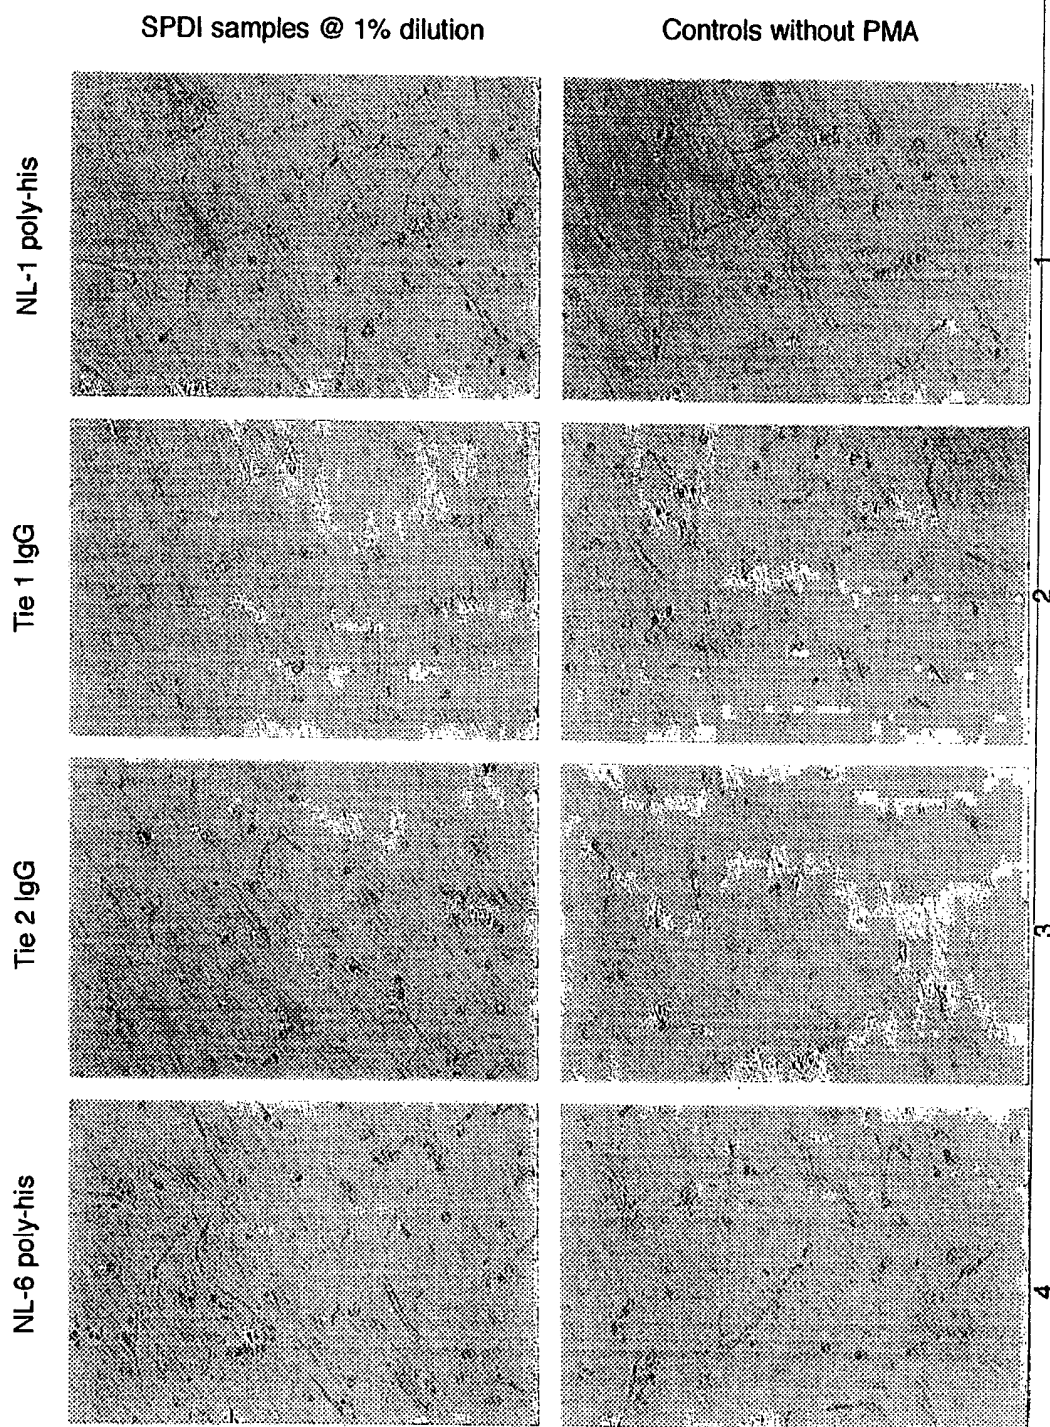 SPDI samples @ 1% dilution
Controls without PMA
NL-1 poly-his
1
Tie 1 IgG
2
Tie 2 IgG
3
NL-6 poly-his
4